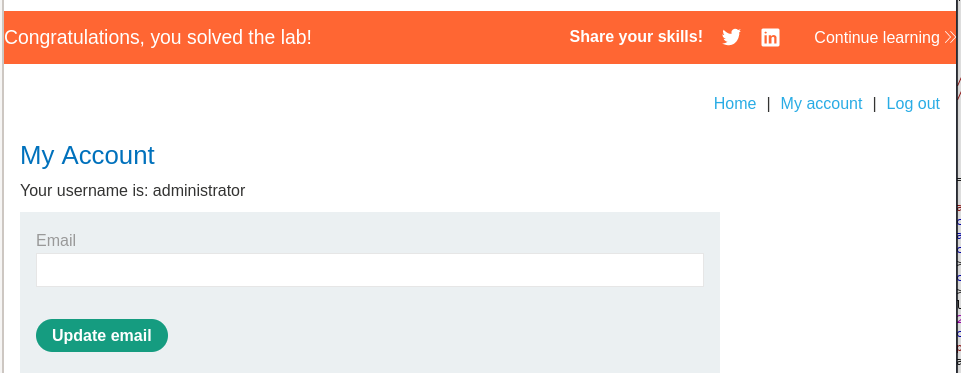 Congratulations, you solved the lab!
Share your skills!
Continue learning
Home | My account | Log out
My Account
Your username is: administrator
Email
Update email